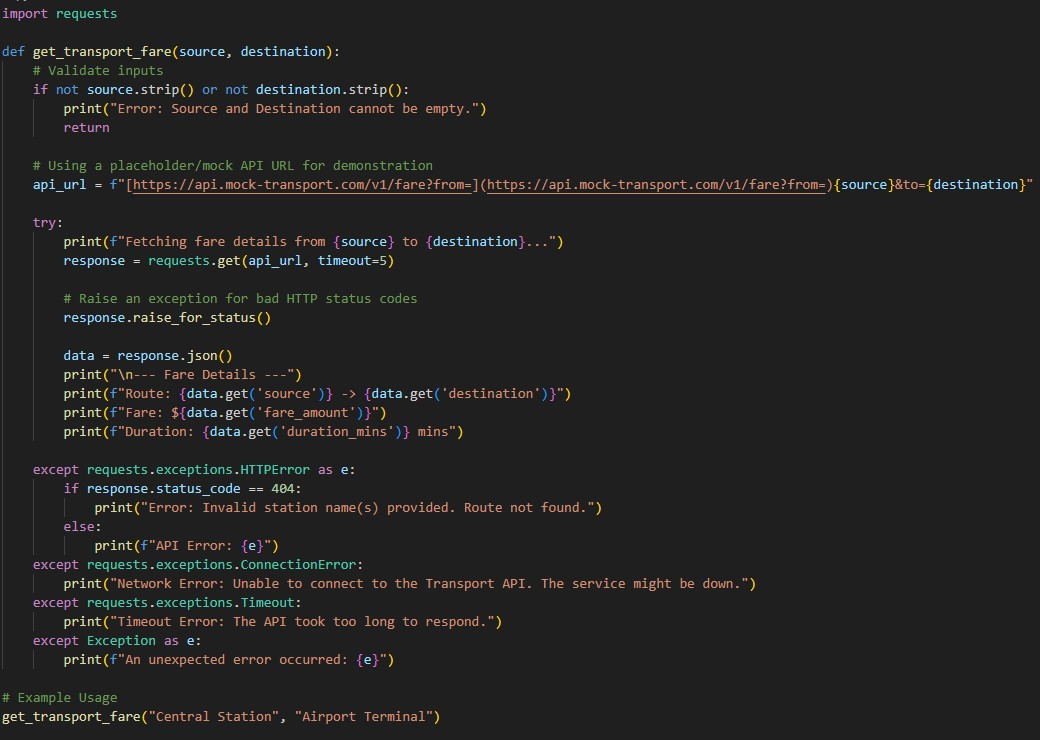 import requests

def get_transport_fare(source, destination):
    # Validate inputs
    if not source.strip() or not destination.strip():
        print("Error: Source and Destination cannot be empty.")
        return

    # Using a placeholder/mock API URL for demonstration
    api_url = f"[https://api.mock-transport.com/v1/fare?from=](https://api.mock-transport.com/v1/fare?from=){source}&to={destination}"

    try:
        print(f"Fetching fare details from {source} to {destination}...")
        response = requests.get(api_url, timeout=5)

        # Raise an exception for bad HTTP status codes
        response.raise_for_status()

        data = response.json()
        print("\n--- Fare Details ---")
        print(f"Route: {data.get('source')} -> {data.get('destination')}")
        print(f"Fare: ${data.get('fare_amount')}")
        print(f"Duration: {data.get('duration_mins')} mins")

    except requests.exceptions.HTTPError as e:
        if response.status_code == 404:
            print("Error: Invalid station name(s) provided. Route not found.")
        else:
            print(f"API Error: {e}")
    except requests.exceptions.ConnectionError:
        print("Network Error: Unable to connect to the Transport API. The service might be down.")
    except requests.exceptions.Timeout:
        print("Timeout Error: The API took too long to respond.")
    except Exception as e:
        print(f"An unexpected error occurred: {e}")

# Example Usage
get_transport_fare("Central Station", "Airport Terminal")